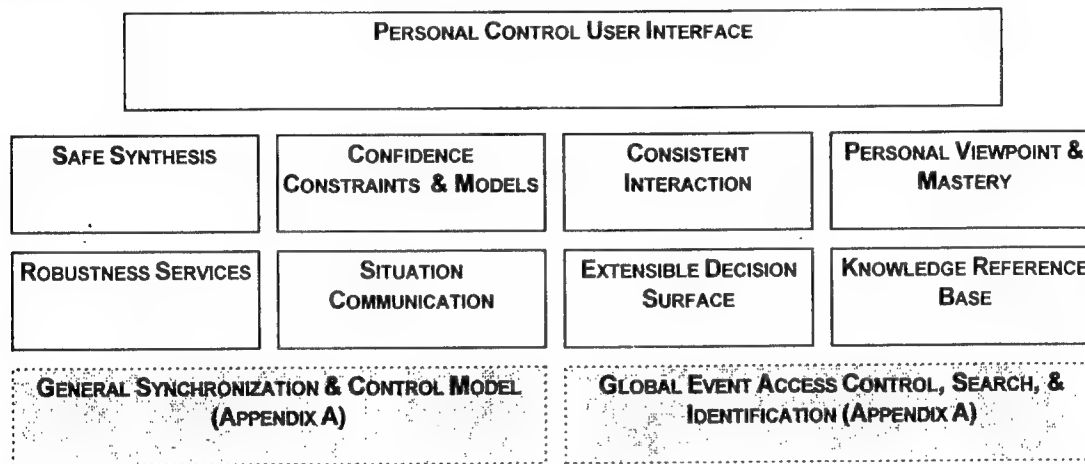 PERSONAL CONTROL USER INTERFACE
SAFE SYNTHESIS
CONFIDENCE
CONSTRAINTS & MODELS
CONSISTENT
INTERACTION
PERSONAL VIEWPOINT &
MASTERY
ROBUSTNESS SERVICES
SITUATION
COMMUNICATION
EXTENSIBLE DECISION
SURFACE
KNOWLEDGE REFERENCE
BASE
GENERAL SYNCHRONIZATION & CONTROL MODEL
(APPENDIX A)
GLOBAL EVENT ACCESS CONTROL, SEARCH, &
IDENTIFICATION (APPENDIX A)